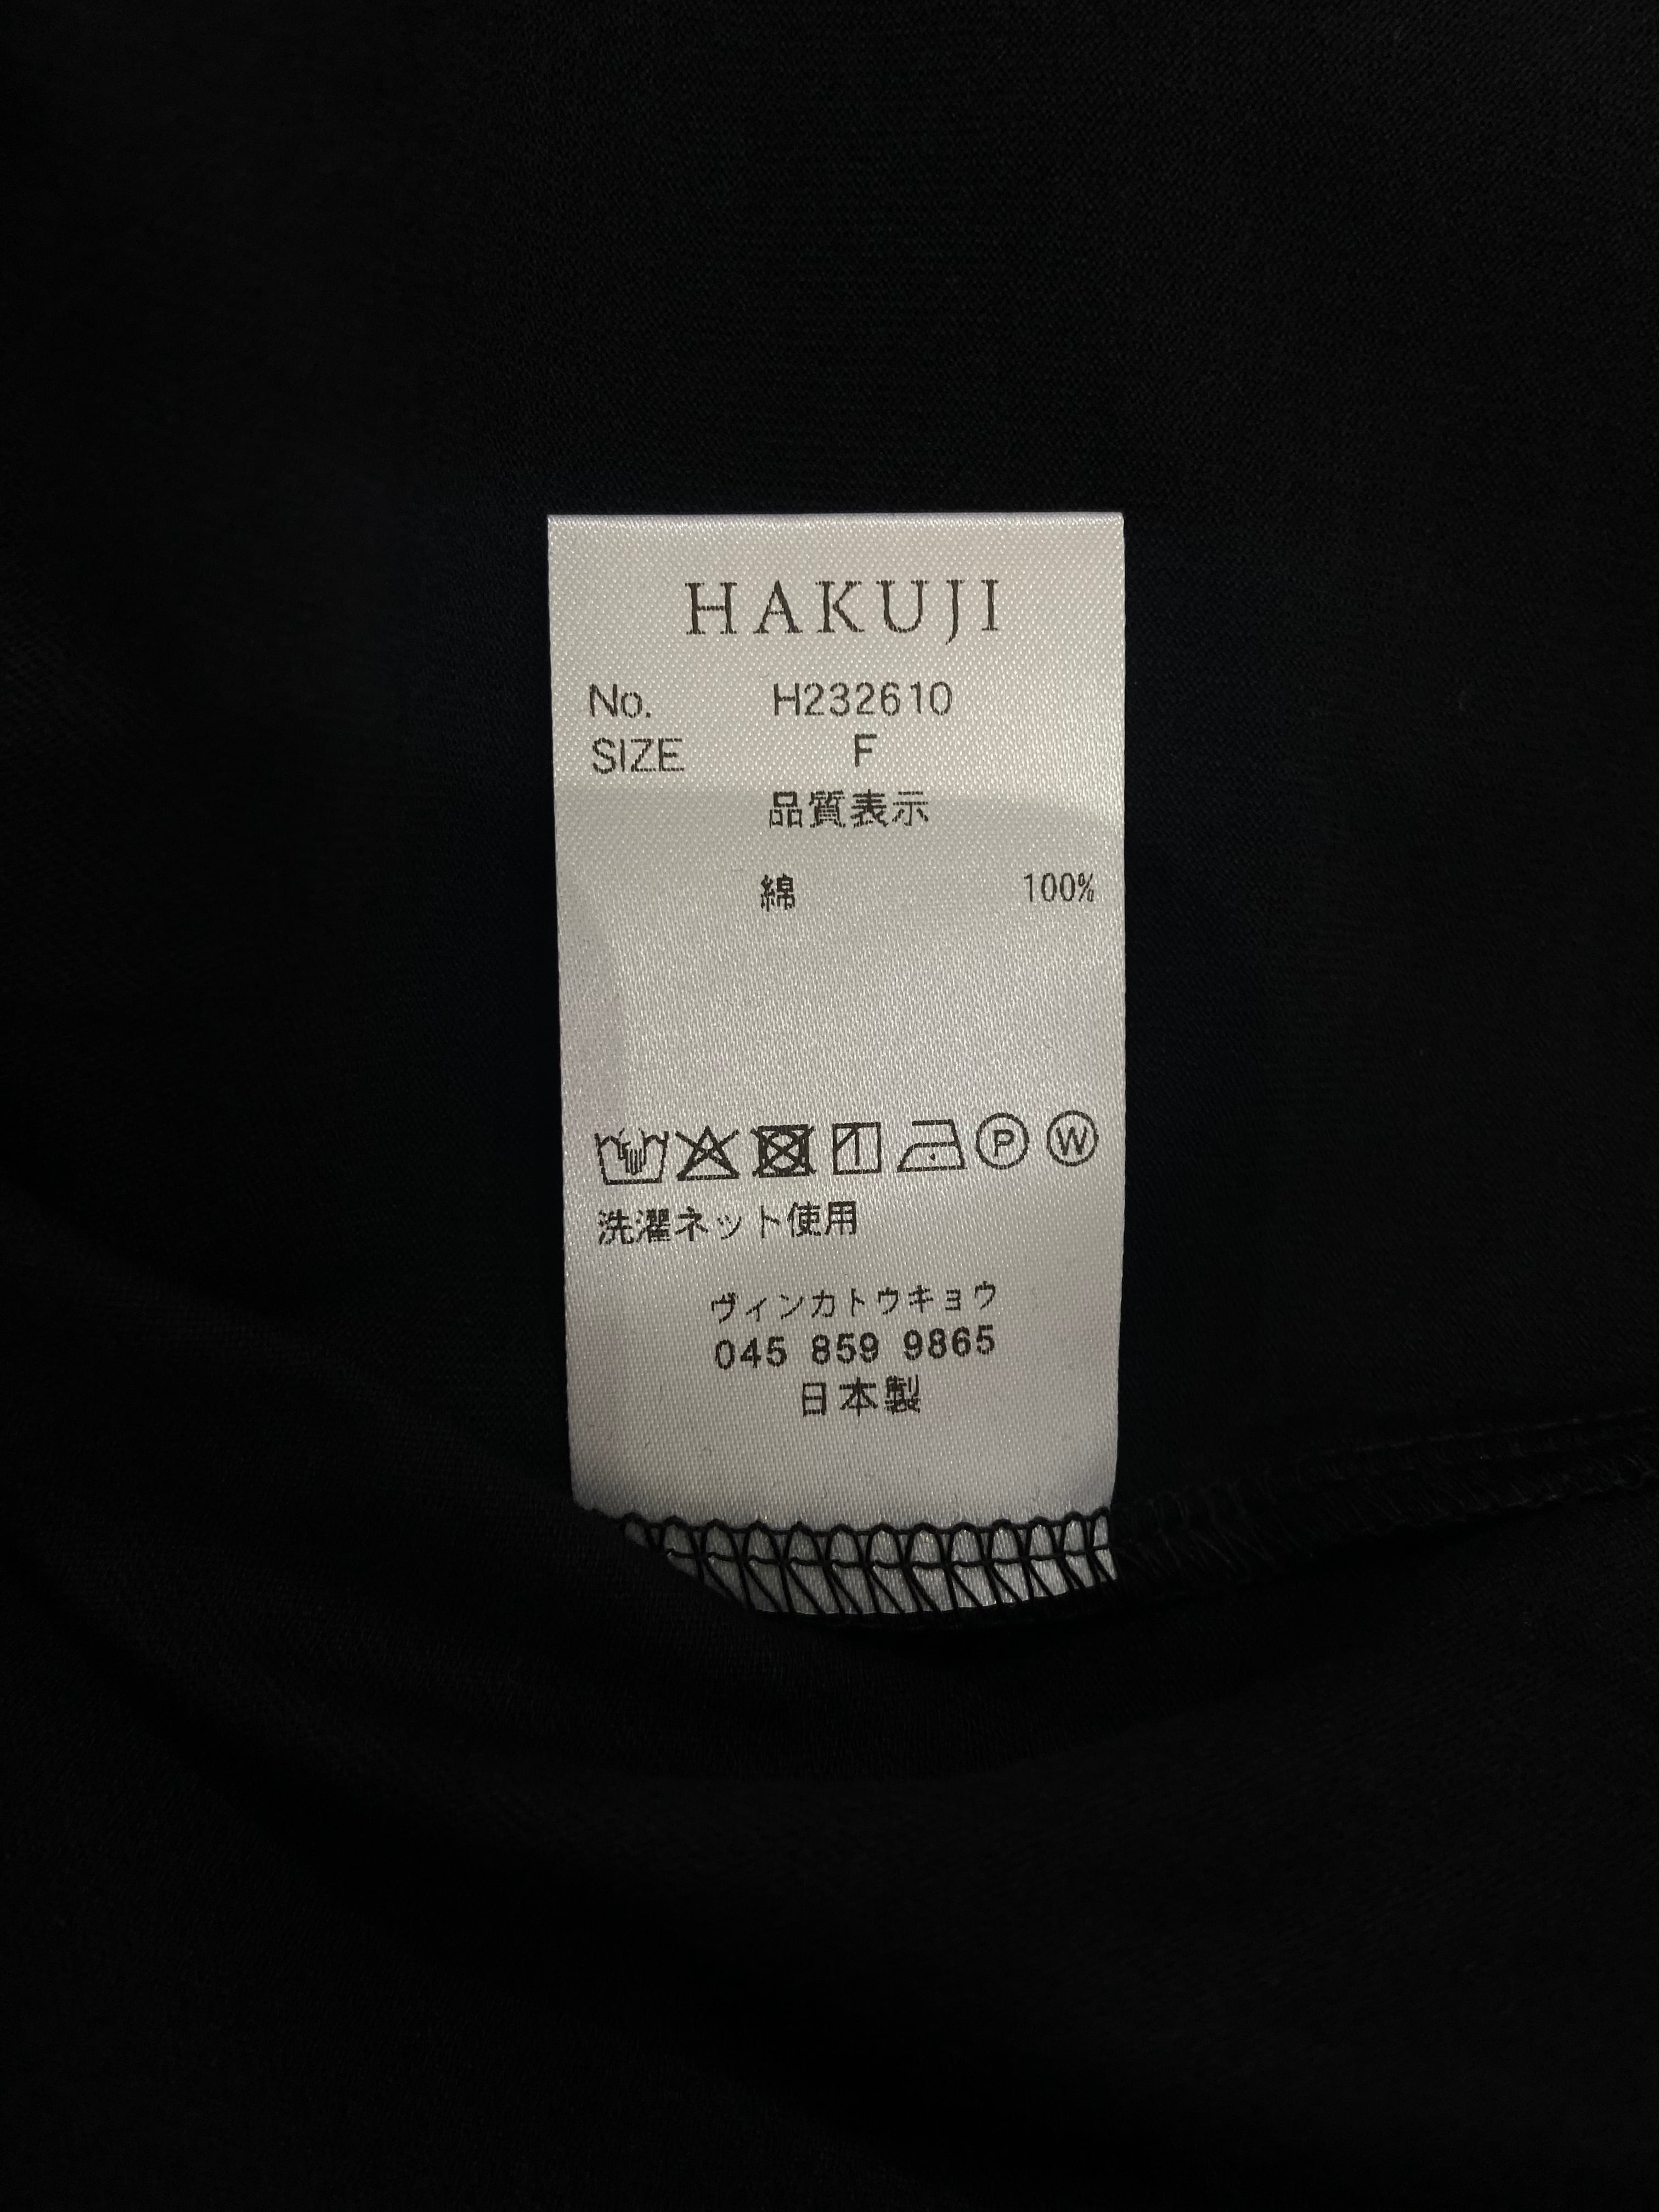 HAKUJI
No. H232610
SIZE F
品質表示
綿 100%
P W
洗濯ネット使用
ヴィンカトウキョウ
045 859 9865
日本製